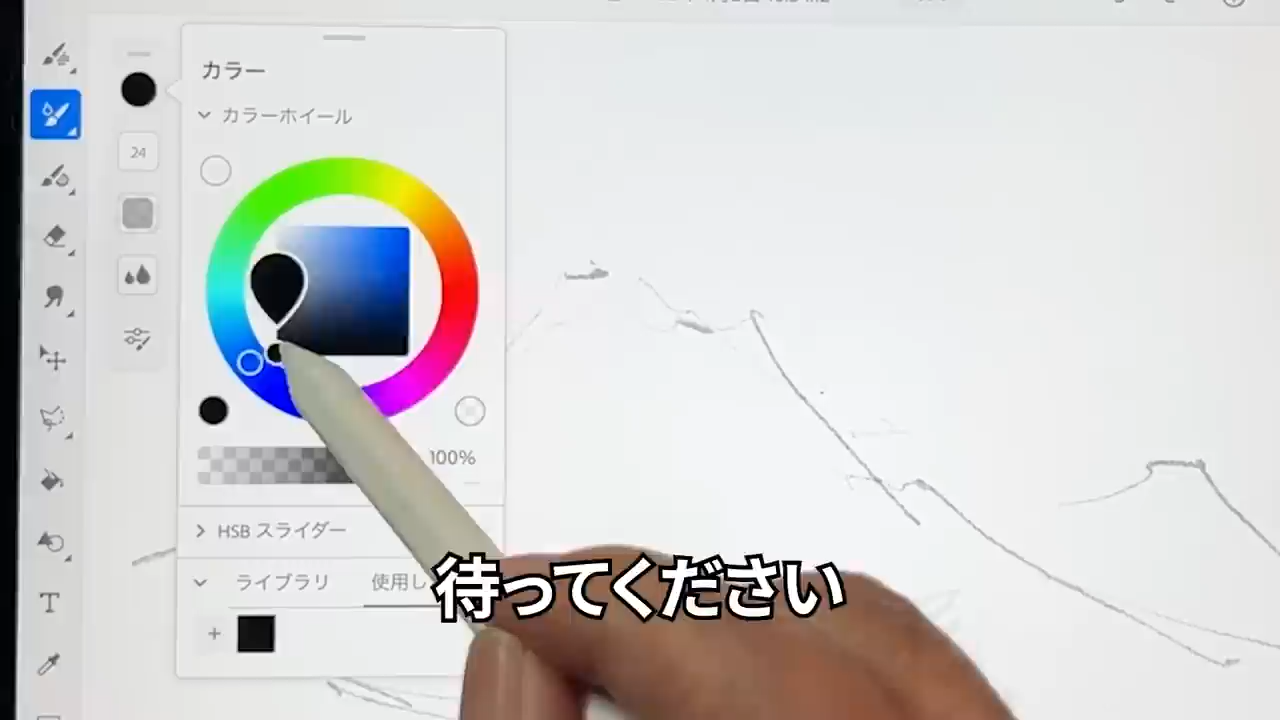 カラー
カラーホイール
24
100%
HSB スライダー
ライブラリ 使用し
待ってください
T